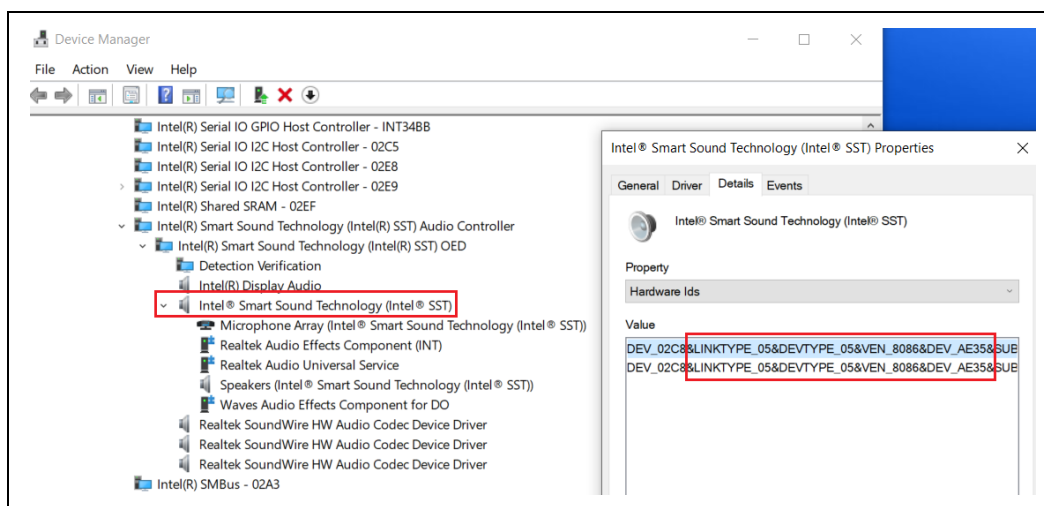 Device Manager
File Action View Help
Intel(R) Serial IO GPIO Host Controller - INT34BB
Intel(R) Serial IO I2C Host Controller - 02C5
Intel(R) Serial IO I2C Host Controller - 02E8
Intel(R) Serial IO I2C Host Controller - 02E9
Intel(R) Shared SRAM - 02EF
Intel(R) Smart Sound Technology (Intel(R) SST) Audio Controller
Intel(R) Smart Sound Technology (Intel(R) SST) OED
Detection Verification
Intel(R) Display Audio
Intel® Smart Sound Technology (Intel® SST)
Microphone Array (Intel® Smart Sound Technology (Intel® SST))
Realtek Audio Effects Component (INT)
Realtek Audio Universal Service
Speakers (Intel® Smart Sound Technology (Intel® SST))
Waves Audio Effects Component for DO
Realtek SoundWire HW Audio Codec Device Driver
Realtek SoundWire HW Audio Codec Device Driver
Realtek SoundWire HW Audio Codec Device Driver
Intel(R) SMBus - 02A3
Intel® Smart Sound Technology (Intel® SST) Properties
General Driver Details Events
Intel® Smart Sound Technology (Intel® SST)
Property
Hardware Ids
Value
DEV_02C8&LINKTYPE_05&DEVTYPE_05&VEN_8086&DEV_AE35&SUB
DEV_02C8&LINKTYPE_05&DEVTYPE_05&VEN_8086&DEV_AE35&SUB